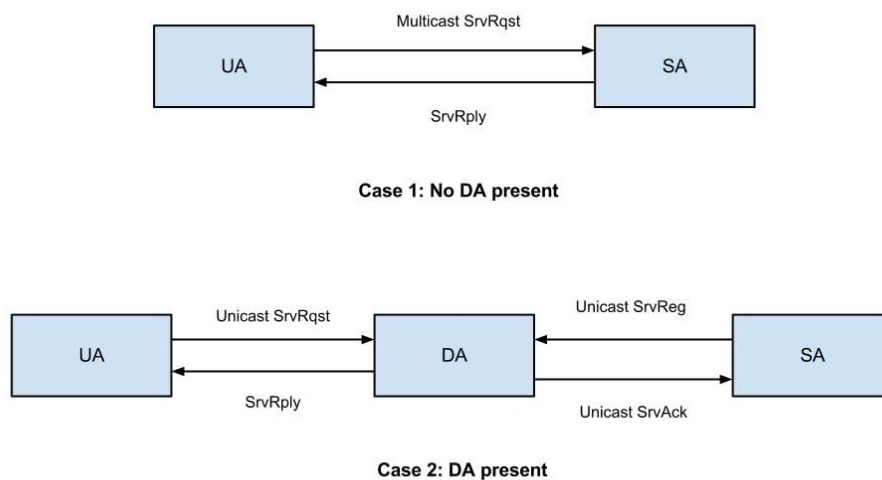 Multicast SrvRqst
UA
SA
SrvRply
Case 1: No DA present
Unicast SrvRqst
Unicast SrvReg
UA
DA
SA
SrvRply
Unicast SrvAck
Case 2: DA present